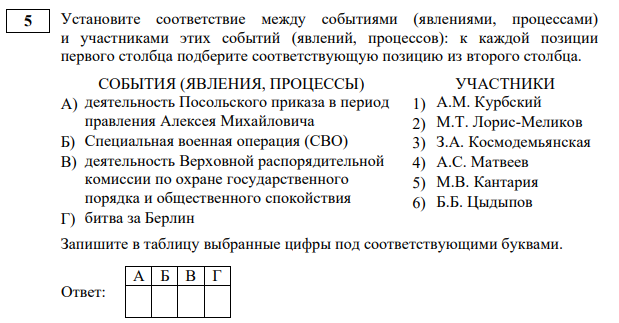 5
Установите соответствие между событиями (явлениями, процессами)
и участниками этих событий (явлений, процессов): к каждой позиции
первого столбца подберите соответствующую позицию из второго столбца.
СОБЫТИЯ (ЯВЛЕНИЯ, ПРОЦЕССЫ)
А) деятельность Посольского приказа в период
правления Алексея Михайловича
Б) Специальная военная операция (СВО)
В) деятельность Верховной распорядительной
комиссии по охране государственного
порядка и общественного спокойствия
Г) битва за Берлин
УЧАСТНИКИ
1) А.М. Курбский
2) М.Т. Лорис-Меликов
3) З.А. Космодемьянская
4) А.С. Матвеев
5) М.В. Кантария
6) Б.Б. Цыдыпов
Запишите в таблицу выбранные цифры под соответствующими буквами.
А Б В Г
Ответ: